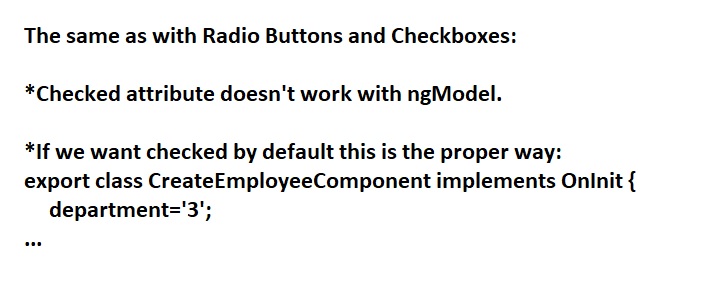 The same as with Radio Buttons and Checkboxes:
*Checked attribute doesn't work with ngModel.
*If we want checked by default this is the proper way:
export class CreateEmployeeComponent implements OnInit {
department='3';
...